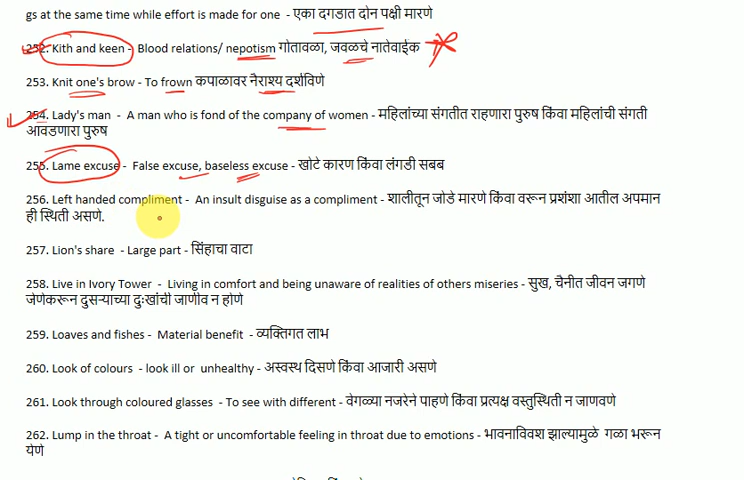 gs at the same time while effort is made for one - एका दगडात दोन पक्षी मारणे
252. Kith and keen - Blood relations/ nepotism गोतावळा, जवळचे नातेवाईक
253. Knit one's brow - To frown कपाळावर नैराश्य दर्शविणे
254. Lady's man - A man who is fond of the company of women - महिलांच्या संगतीत राहणारा पुरुष किंवा महिलांची संगती
आवडणारा पुरुष
255. Lame excuse - False excuse, baseless excuse - खोटे कारण किंवा लंगडी सबब
256. Left handed compliment - An insult disguise as a compliment - शालीतून जोडे मारणे किंवा वरून प्रशंशा आतील अपमान
ही स्थिती असणे.
257. Lion's share - Large part - सिंहाचा वाटा
258. Live in Ivory Tower - Living in comfort and being unaware of realities of others miseries - सुख, चैनीत जीवन जगणे
जेणेकरून दुसऱ्याच्या दुःखांची जाणीव न होणे
259. Loaves and fishes - Material benefit - व्यक्तिगत लाभ
260. Look of colours - look ill or unhealthy - अस्वस्थ दिसणे किंवा आजारी असणे
261. Look through coloured glasses - To see with different - वेगळ्या नजरेने पाहणे किंवा प्रत्यक्ष वस्तुस्थिती न जाणवणे
262. Lump in the throat - A tight or uncomfortable feeling in throat due to emotions - भावनाविवश झाल्यामुळे गळा भरून
येणे